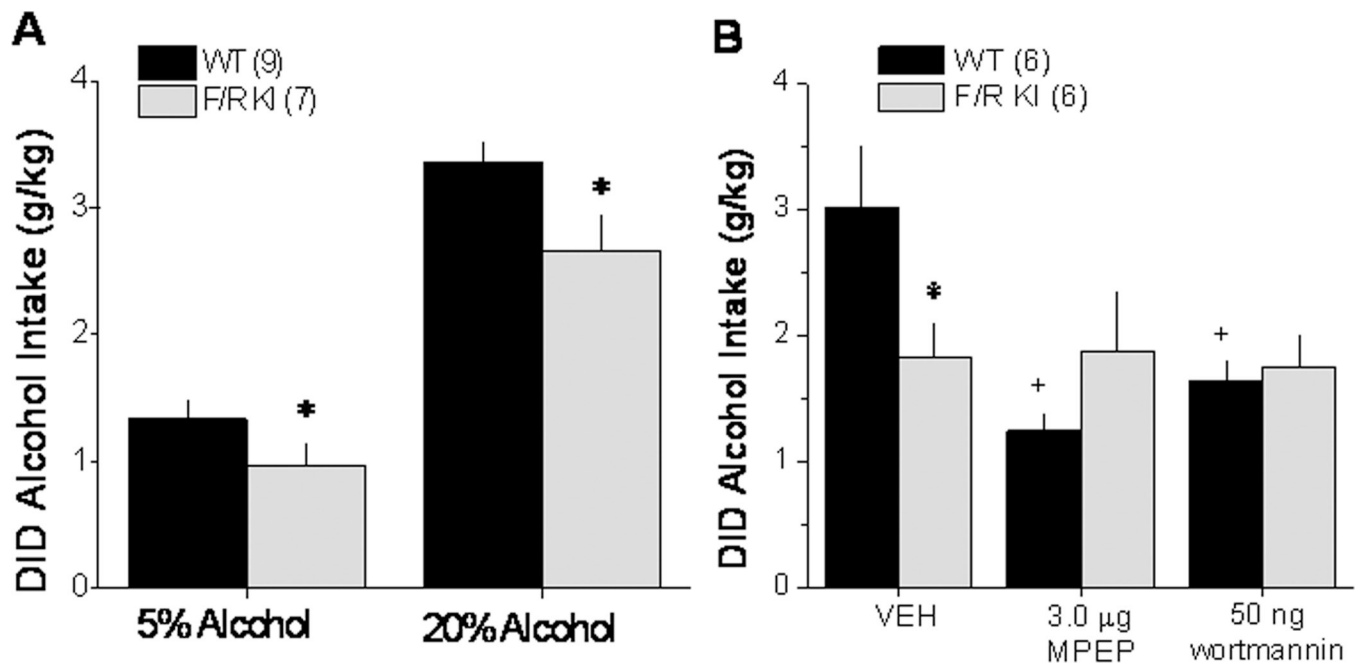 A
WT (9)
F/R KI (7)
DID Alcohol Intake (g/kg)
4
3
2
1
0
*
*
5% Alcohol
20% Alcohol
B
WT (6)
F/R KI (6)
DID Alcohol Intake (g/kg)
4
3
2
1
0
*
+
+
VEH
3.0 μg
MPEP
50 ng
wortmannin